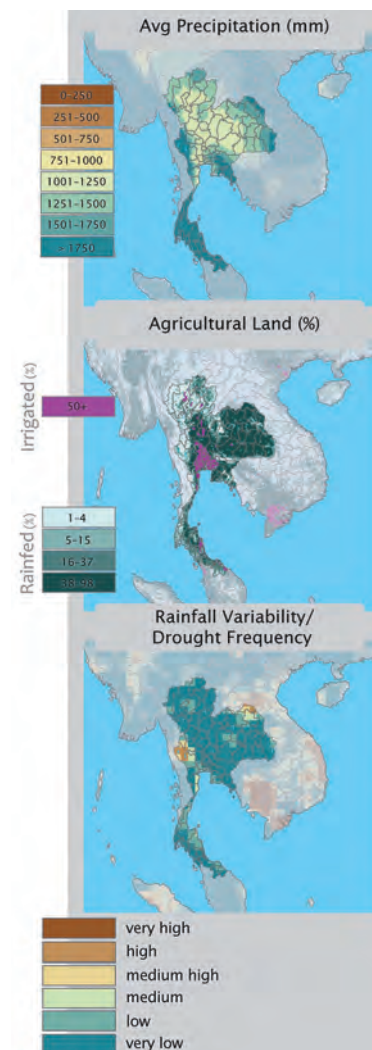 Avg Precipitation (mm)
0-250
251-500
501-750
751-1000
1001-1250
1251-1500
1501-1750
> 1750
Agricultural Land (%)
Irrigated (%)
50+
Rainfed (%)
1-4
5-15
16-37
38-98
Rainfall Variability/
Drought Frequency
very high
high
medium high
medium
low
very low